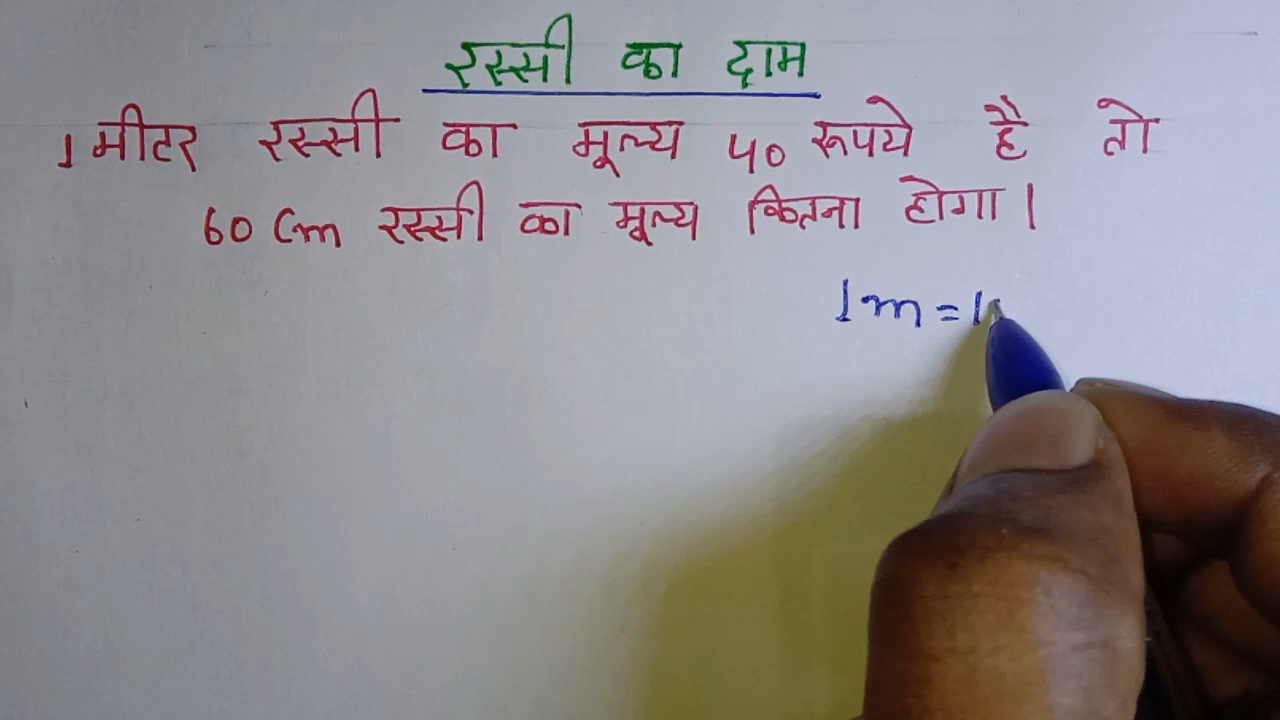 रस्सी का दाम
1 मीटर रस्सी का मूल्य 40 रूपये है तो
60 Cm रस्सी का मूल्य कितना होगा।
1m = 1